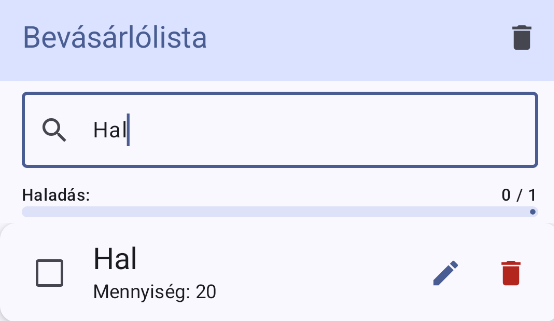 Bevásárlólista
Hal
Haladás: 0 / 1
Hal
Mennyiség: 20